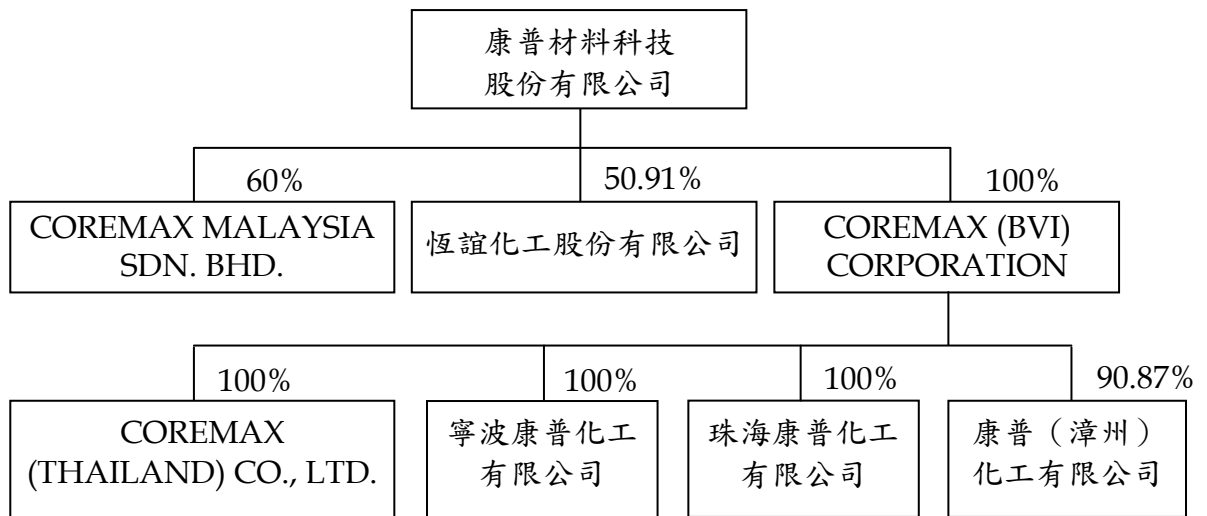 康普材料科技
股份有限公司
60%
50.91%
100%
COREMAX MALAYSIA
SDN. BHD.
恆誼化工股份有限公司
COREMAX (BVI)
CORPORATION
100%
100%
100%
90.87%
COREMAX
(THAILAND) CO., LTD.
寧波康普化工
有限公司
珠海康普化工
有限公司
康普（漳州）
化工有限公司